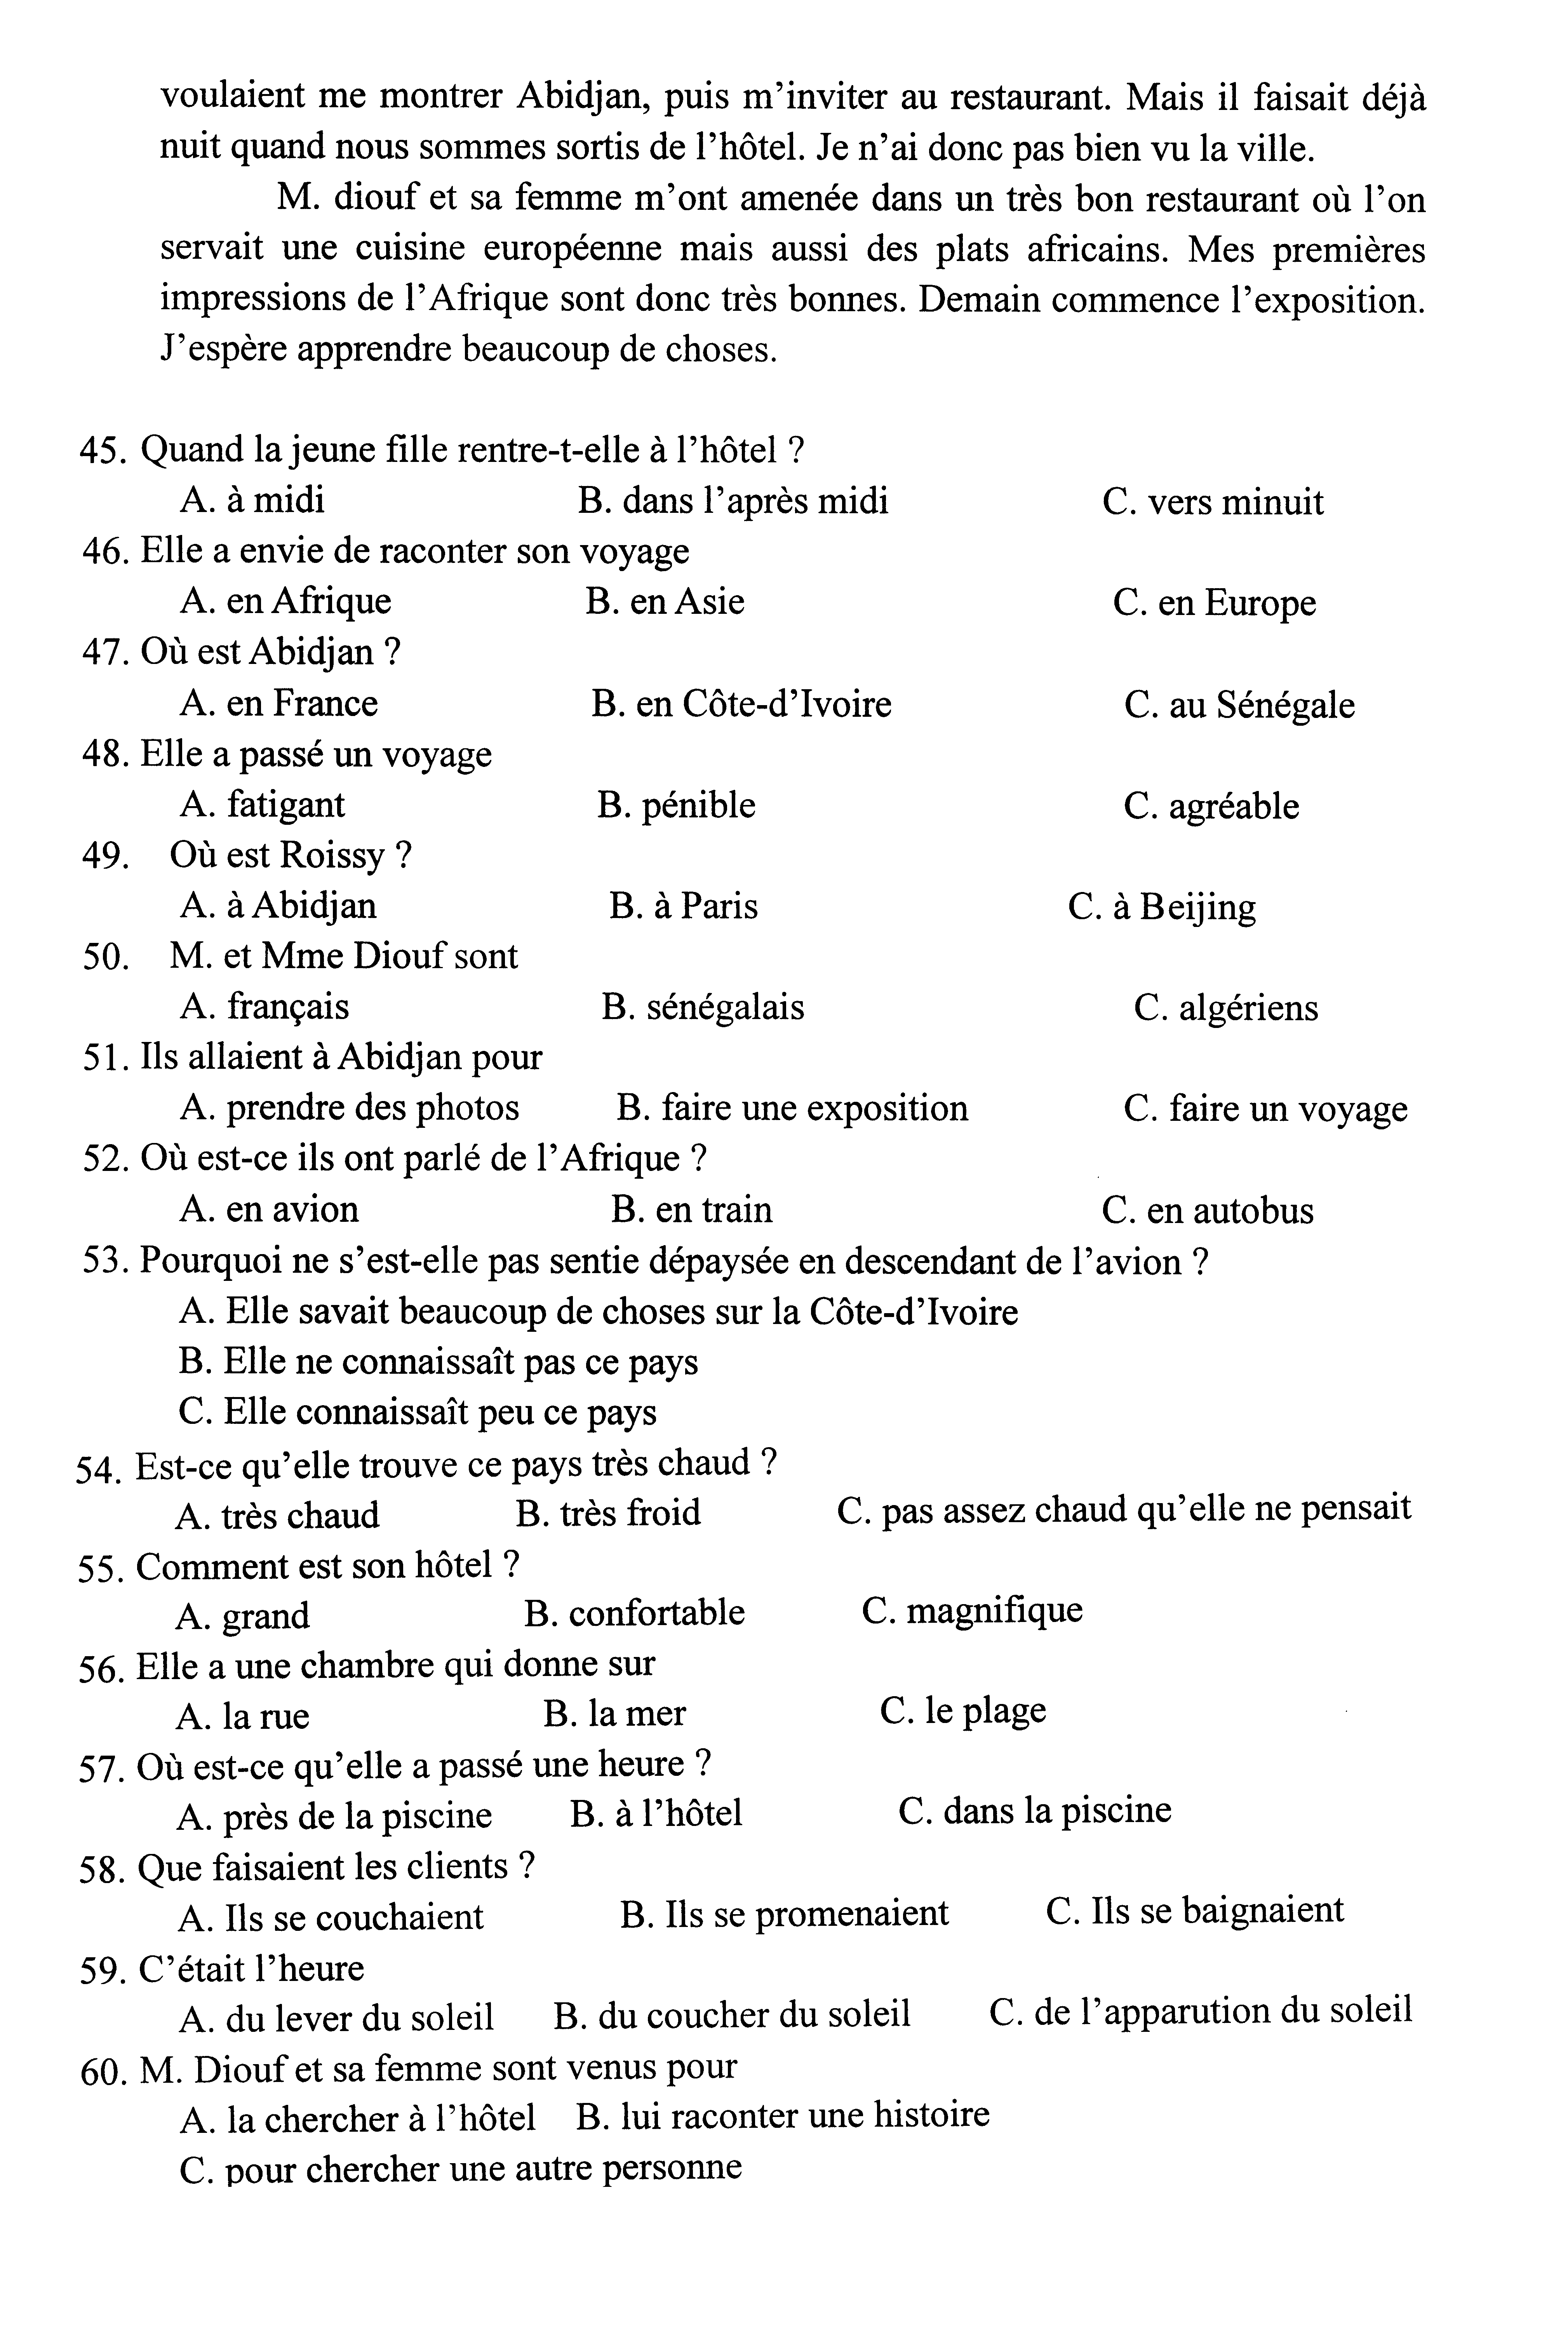 voulaient me montrer Abidjan, puis m'inviter au restaurant. Mais il faisait déjà
nuit quand nous sommes sortis de l'hôtel. Je n'ai donc pas bien vu la ville.
M. diouf et sa femme m'ont amenée dans un très bon restaurant où l'on
servait une cuisine européenne mais aussi des plats africains. Mes premières
impressions de l'Afrique sont donc très bonnes. Demain commence l'exposition.
J'espère apprendre beaucoup de choses.
45. Quand la jeune fille rentre-t-elle à l'hôtel ?
A. à midi B. dans l'après midi C. vers minuit
46. Elle a envie de raconter son voyage
A. en Afrique B. en Asie C. en Europe
47. Où est Abidjan ?
A. en France B. en Côte-d'Ivoire C. au Sénégale
48. Elle a passé un voyage
A. fatigant B. pénible C. agréable
49. Où est Roissy ?
A. à Abidjan B. à Paris C. à Beijing
50. M. et Mme Diouf sont
A. français B. sénégalais C. algériens
51. Ils allaient à Abidjan pour
A. prendre des photos B. faire une exposition C. faire un voyage
52. Où est-ce ils ont parlé de l'Afrique ?
A. en avion B. en train C. en autobus
53. Pourquoi ne s'est-elle pas sentie dépaysée en descendant de l'avion ?
A. Elle savait beaucoup de choses sur la Côte-d'Ivoire
B. Elle ne connaissaît pas ce pays
C. Elle connaissaît peu ce pays
54. Est-ce qu'elle trouve ce pays très chaud ?
A. très chaud B. très froid C. pas assez chaud qu'elle ne pensait
55. Comment est son hôtel ?
A. grand B. confortable C. magnifique
56. Elle a une chambre qui donne sur
A. la rue B. la mer C. le plage
57. Où est-ce qu'elle a passé une heure ?
A. près de la piscine B. à l'hôtel C. dans la piscine
58. Que faisaient les clients ?
A. Ils se couchaient B. Ils se promenaient C. Ils se baignaient
59. C'était l'heure
A. du lever du soleil B. du coucher du soleil C. de l'apparution du soleil
60. M. Diouf et sa femme sont venus pour
A. la chercher à l'hôtel B. lui raconter une histoire
C. pour chercher une autre personne